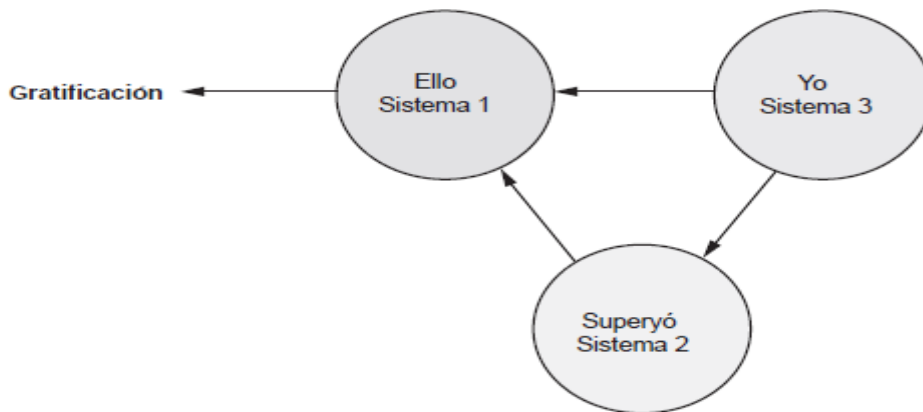 Ello
Sistema 1
Yo
Sistema 3
Gratificación
Superyó
Sistema 2